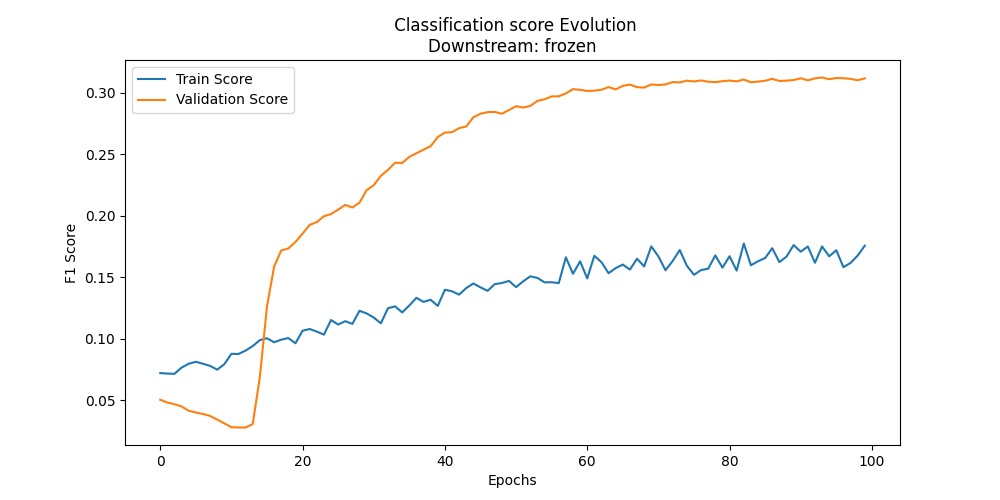 Classification score Evolution
Downstream: frozen
Train Score
Validation Score
F1 Score
0.30
0.25
0.20
0.15
0.10
0.05
0
20
40
60
80
100
Epochs